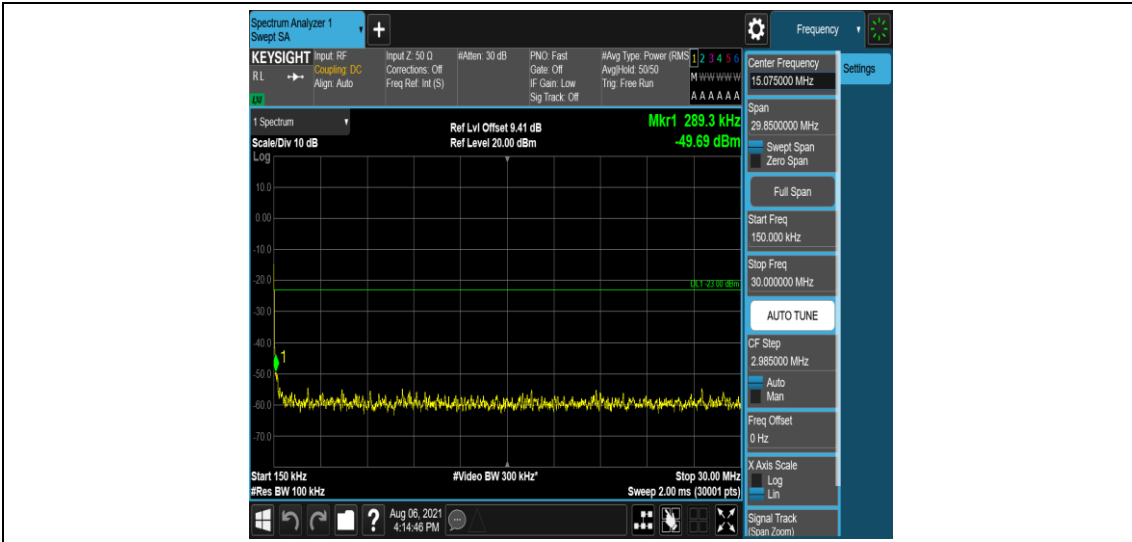 Spectrum Analyzer 1
Swept SA
+
Frequency
KEYSIGHT
RL
LXI
Input: RF
Coupling: DC
Align: Auto
Input Z: 50 Ω
Corrections: Off
Freq Ref: Int (S)
#Atten: 30 dB
PNO: Fast
Gate: Off
IF Gain: Low
Sig Track: Off
#Avg Type: Power (RMS
Avg|Hold: 50/50
Trig: Free Run
1 2 3 4 5 6
M W W W W W
A A A A A A
1 Spectrum
Scale/Div 10 dB
Log
Ref Lvl Offset 9.41 dB
Ref Level 20.00 dBm
Mkr1 289.3 kHz
-49.69 dBm
10.0
0.00
-10.0
-20.0
DL1 -23.00 dBm
-30.0
-40.0
1
-50.0
-60.0
-70.0
Start 150 kHz
#Res BW 100 kHz
#Video BW 300 kHz*
Stop 30.00 MHz
Sweep 2.00 ms (30001 pts)
?
Aug 06, 2021
4:14:46 PM
Center Frequency
15.075000 MHz
Settings
Span
29.8500000 MHz
Swept Span
Zero Span
Full Span
Start Freq
150.000 kHz
Stop Freq
30.000000 MHz
AUTO TUNE
CF Step
2.985000 MHz
Auto
Man
Freq Offset
0 Hz
X Axis Scale
Log
Lin
Signal Track
(Span Zoom)